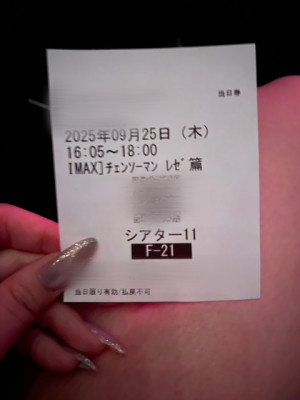 当日券
2025年09月25日（木）
16:05～18:00
[IMAX]ﾁｪﾝｿｰﾏﾝ ﾚｾﾞ篇
シアター11
F-21
当日限り有効/払戻不可